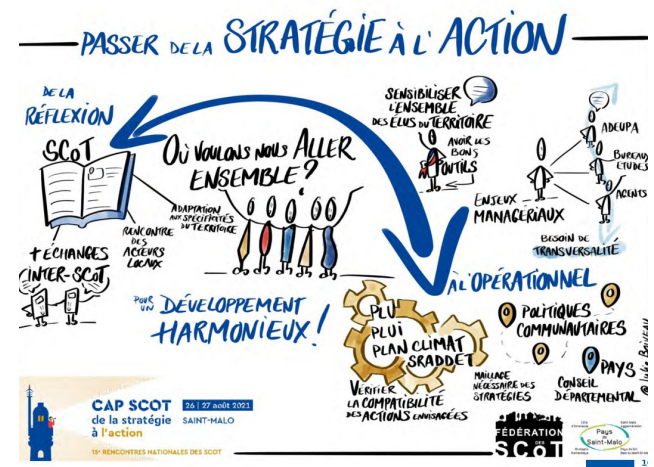 PASSER DE LA STRATÉGIE À L'ACTION
DE LA
RÉFLEXION
SCOT
+ ÉCHANGES
INTER-SCOT
RENCONTRE
DES
ACTEURS
LOCAUX
ADAPTATION
AUX SPÉCIFICITÉS
DU TERRITOIRE
OÙ VOULONS NOUS ALLER
ENSEMBLE ?
POUR
UN
DÉVELOPPEMENT
HARMONIEUX !
SENSIBILISER
L'ENSEMBLE
DES ÉLUS DU TERRITOIRE
AVOIR LES
BONS
OUTILS
ENJEUX
MANAGERIAUX
ADEUPA
BUREAUX
ETUDES
AGENTS
BESOIN DE
TRANSVERSALITÉ
À L'OPÉRATIONNEL
PLU
PLUi
PLAN CLIMAT
SRADDET
VÉRIFIER
LA COMPATIBILITÉ
DES ACTIONS ENVISAGÉES
MAILLAGE
NÉCESSAIRE DES
STRATÉGIES
POLITIQUES
COMMUNAUTAIRES
PAYS
CONSEIL
DÉPARTEMENTAL
CAP SCOT
de la stratégie
à l'action
26 | 27 août 2021
SAINT-MALO
15e RENCONTRES NATIONALES DES SCOT
FÉDÉRATION
DES
SCOT
Pays
de
Saint-Malo